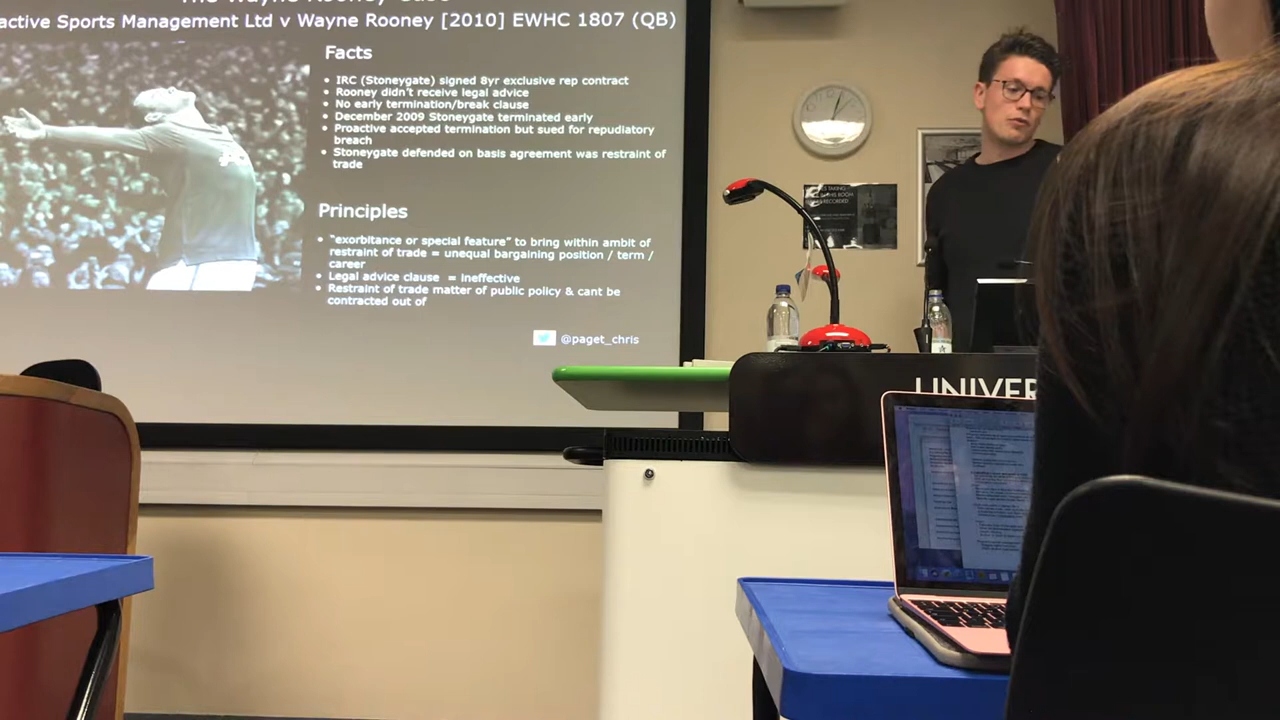 The Wayne Rooney Case
active Sports Management Ltd v Wayne Rooney [2010] EWHC 1807 (QB)
Facts
• IRC (Stoneygate) signed 8yr exclusive rep contract
• Rooney didn't receive legal advice
• No early termination/break clause
• December 2009 Stoneygate terminated early
• Proactive accepted termination but sued for repudiatory
breach
• Stoneygate defended on basis agreement was restraint of
trade
Principles
• "exorbitance or special feature" to bring within ambit of
restraint of trade = unequal bargaining position / term /
career
• Legal advice clause = ineffective
• Restraint of trade matter of public policy & cant be
contracted out of
@paget_chris
UNIVER